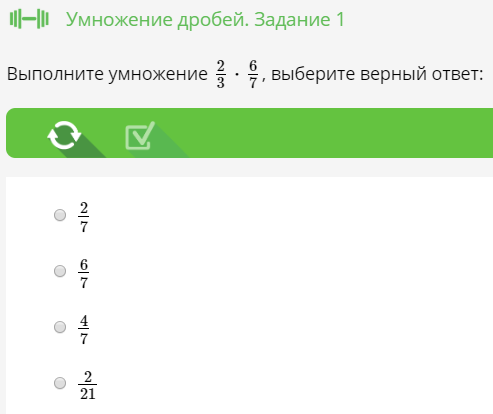 Умножение дробей. Задание 1
Выполните умножение 2/3 · 6/7, выберите верный ответ:
2/7
6/7
4/7
2/21